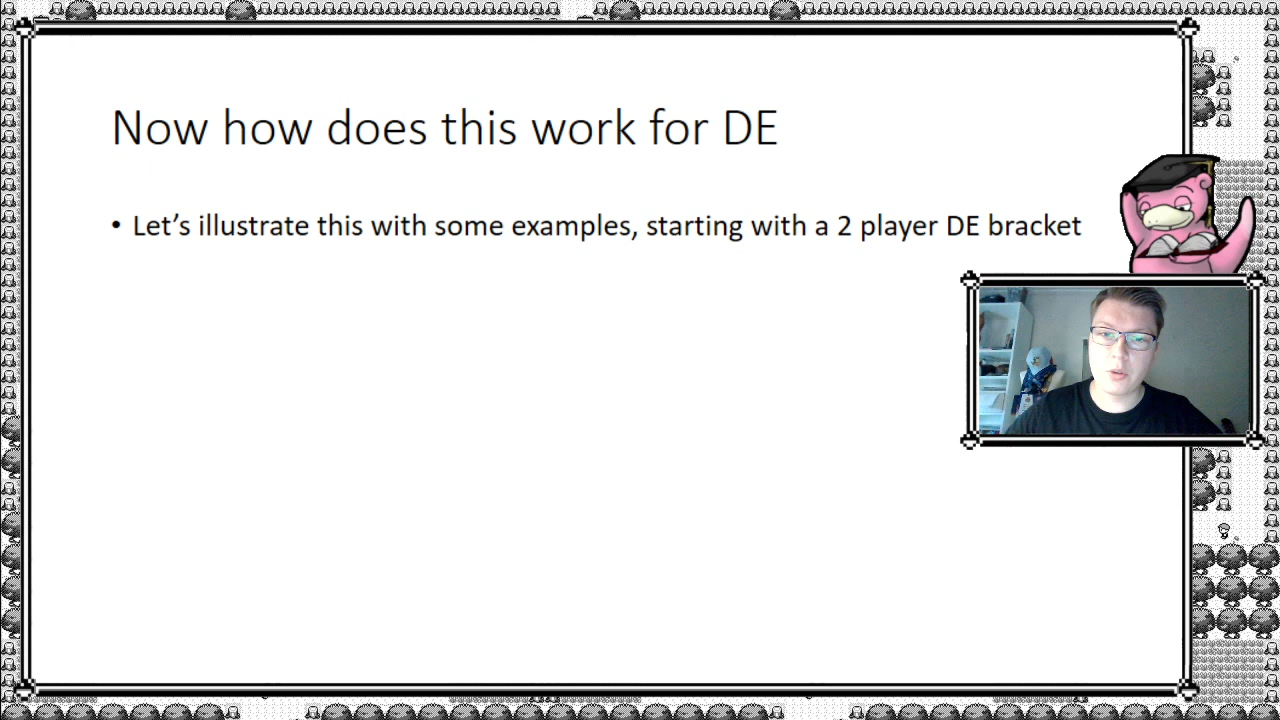 Now how does this work for DE
• Let’s illustrate this with some examples, starting with a 2 player DE bracket